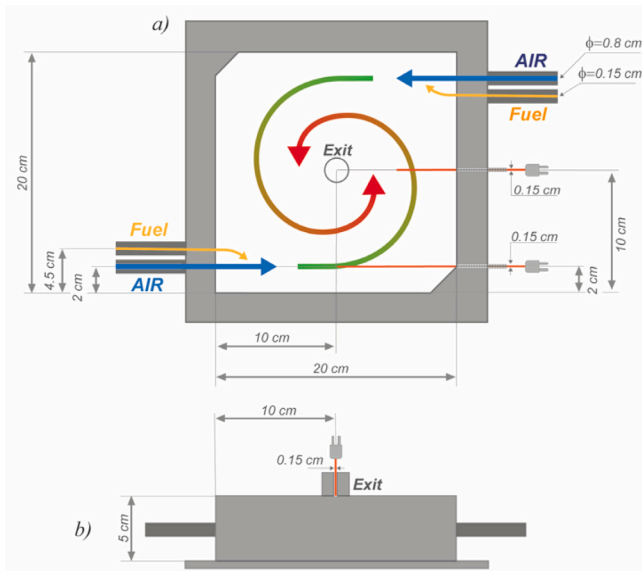 a)
AIR
ϕ=0.8 cm
ϕ=0.15 cm
Fuel
Exit
20 cm
0.15 cm
10 cm
Fuel
0.15 cm
4.5 cm
2 cm
AIR
2 cm
10 cm
20 cm
10 cm
0.15 cm
Exit
b)
5 cm